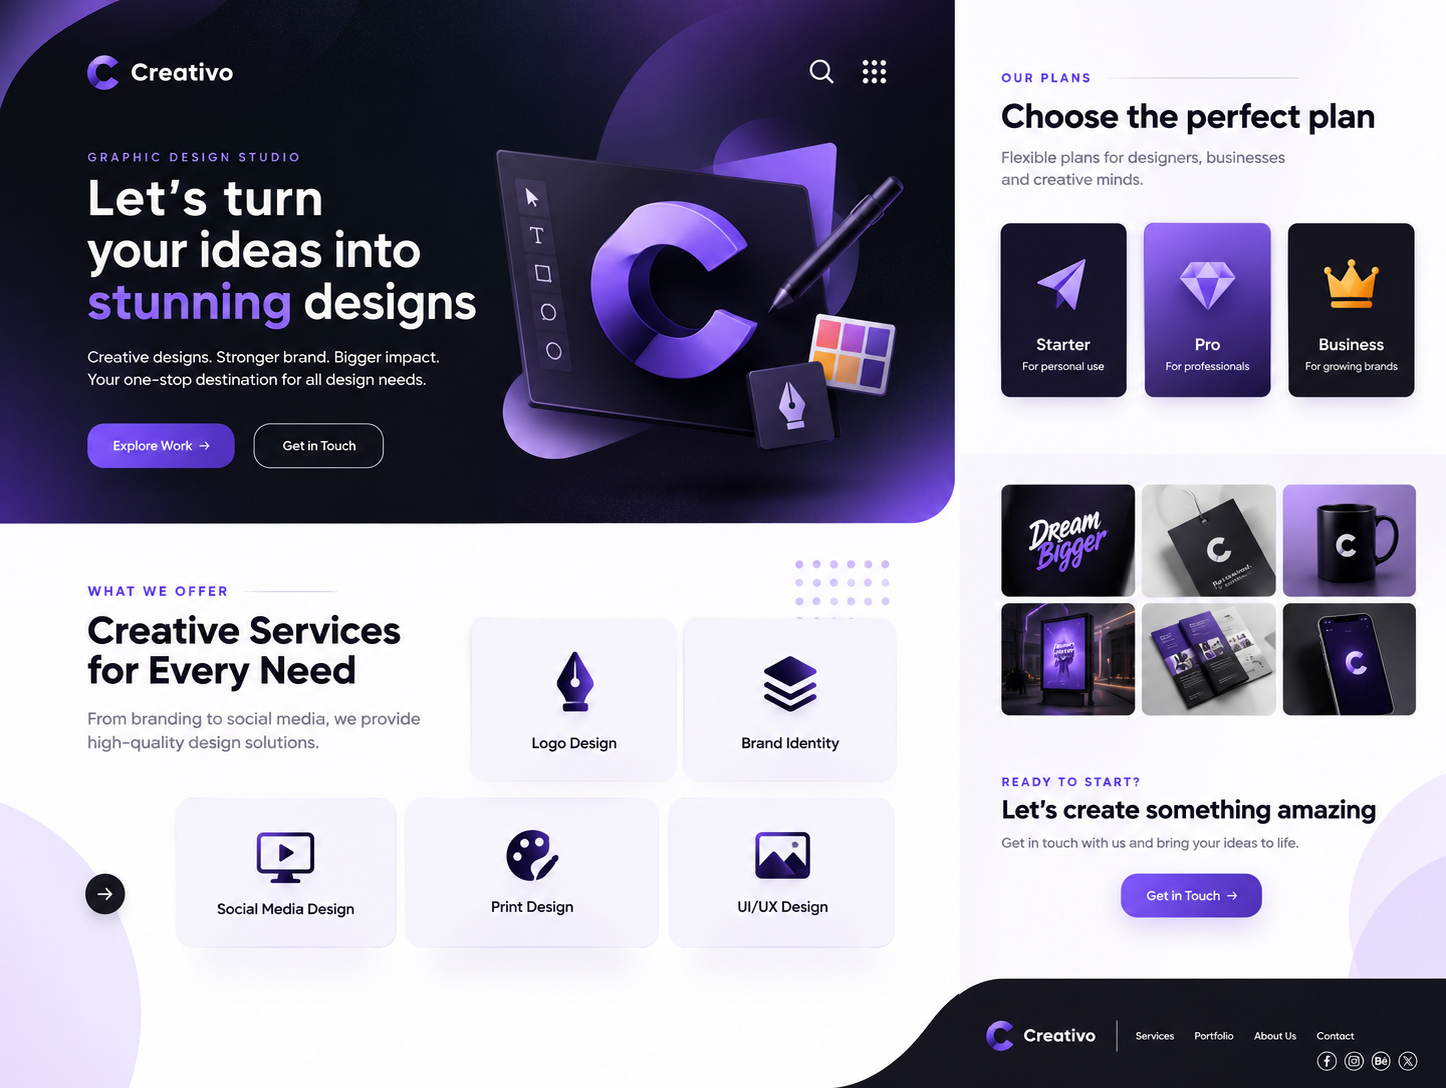 Creativo
GRAPHIC DESIGN STUDIO
Let's turn
your ideas into
stunning designs
Creative designs. Stronger brand. Bigger impact.
Your one-stop destination for all design needs.
Explore Work →
Get in Touch
T
WHAT WE OFFER
Creative Services
for Every Need
From branding to social media, we provide
high-quality design solutions.
Logo Design
Brand Identity
Social Media Design
Print Design
UI/UX Design
OUR PLANS
Choose the perfect plan
Flexible plans for designers, businesses
and creative minds.
Starter
For personal use
Pro
For professionals
Business
For growing brands
Dream
Bigger
READY TO START?
Let's create something amazing
Get in touch with us and bring your ideas to life.
Get in Touch →
Creativo
Services
Portfolio
About Us
Contact
Bē